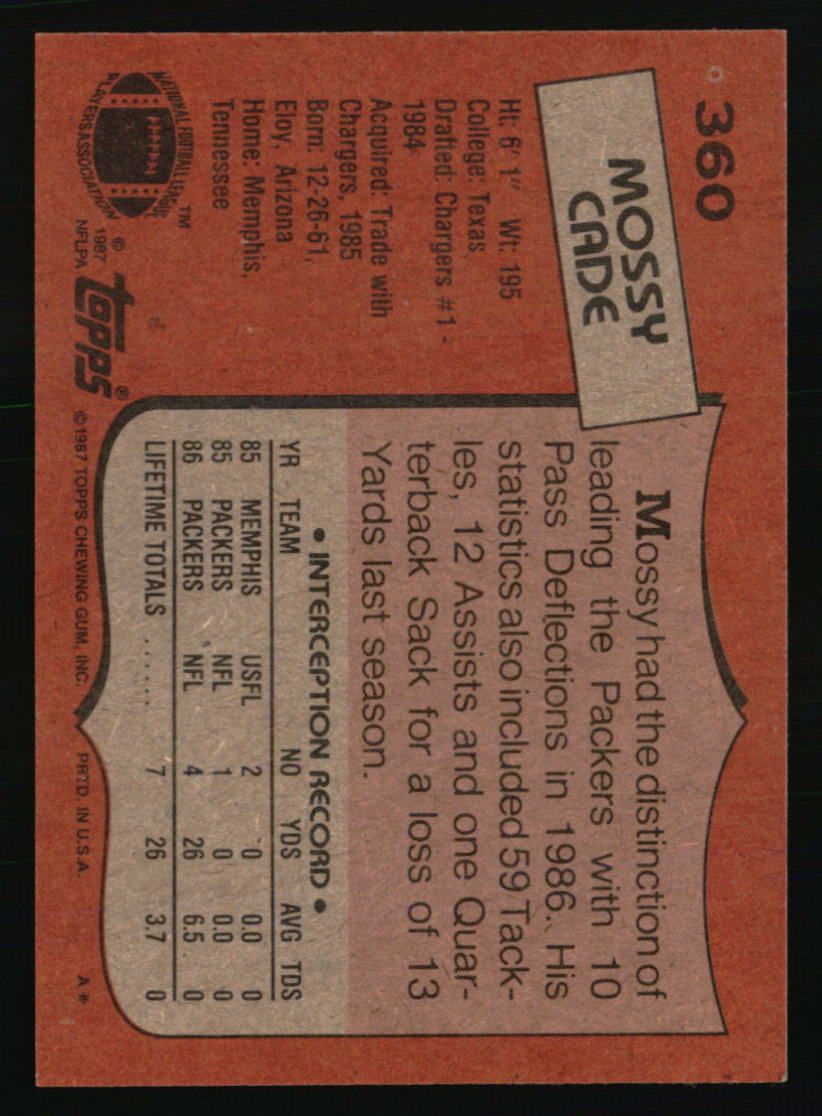 360
MOSSY
CADE
Ht: 6' 1" Wt: 195
College: Texas
Drafted: Chargers #1 -
1984
Acquired: Trade with
Chargers, 1985
Born: 12-26-61,
Eloy, Arizona
Home: Memphis,
Tennessee
NATIONAL FOOTBALL LEAGUE
PLAYERS ASSOCIATION
TM
© 1987
NFLPA
topps®
Mossy had the distinction of
leading the Packers with 10
Pass Deflections in 1986. His
statistics also included 59 Tack-
les, 12 Assists and one Quar-
terback Sack for a loss of 13
Yards last season.
• INTERCEPTION RECORD •
YR TEAM NO YDS AVG TDS
85 MEMPHIS USFL 2 0 0.0 0
85 PACKERS NFL 1 0 0.0 0
86 PACKERS NFL 4 26 6.5 0
LIFETIME TOTALS ...... 7 26 3.7 0
© 1987 TOPPS CHEWING GUM, INC. PRTD. IN U.S.A. A*